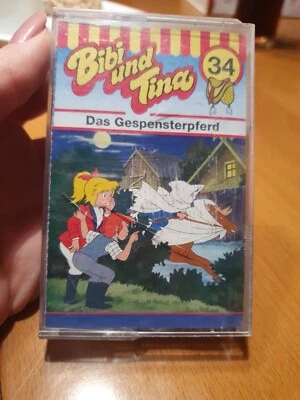 Bibi
und
Tina
34
Das Gespensterpferd